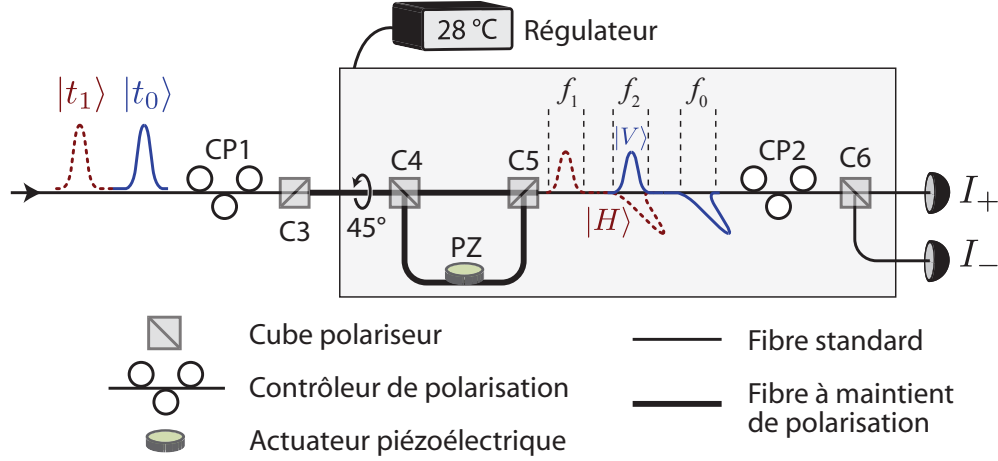 28 °C Régulateur
|t₁⟩ |t₀⟩ f₁ f₂ f₀
|V⟩
CP1 C4 C5 CP2 C6
I₊
C3 45° PZ |H⟩
I₋
Cube polariseur
Fibre standard
Contrôleur de polarisation
Fibre à maintient
de polarisation
Actuateur piézoélectrique